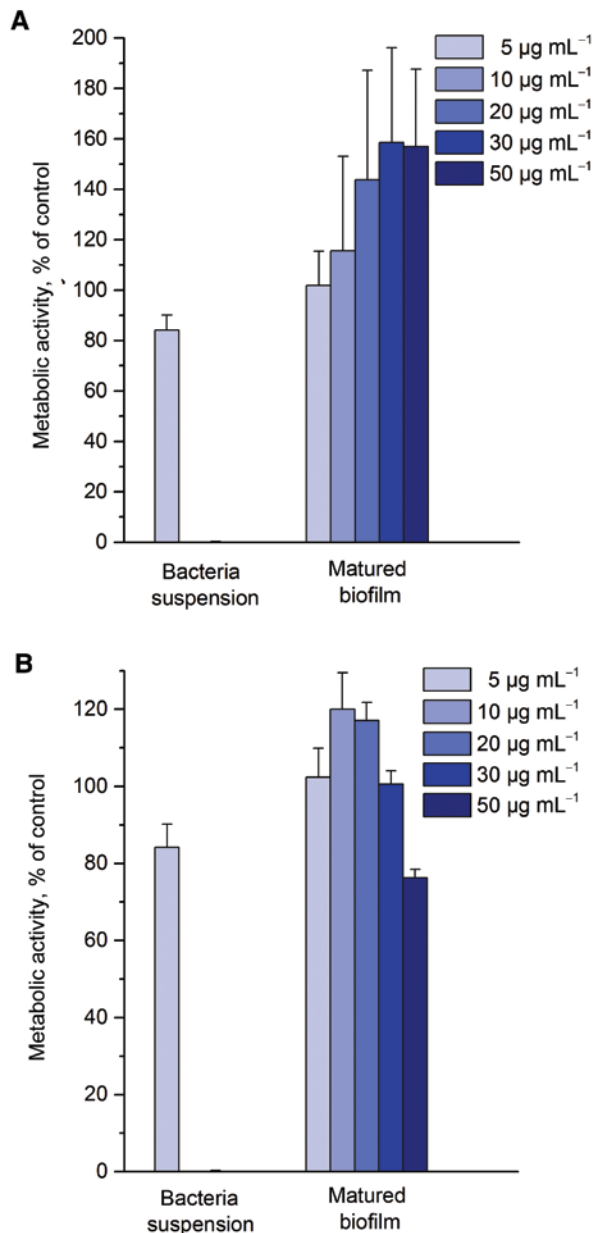 A
200
180
160
140
120
100
80
60
40
20
0
Metabolic activity, % of control
5 µg mL⁻¹
10 µg mL⁻¹
20 µg mL⁻¹
30 µg mL⁻¹
50 µg mL⁻¹
Bacteria
suspension
Matured
biofilm
B
120
100
80
60
40
20
0
Metabolic activity, % of control
5 µg mL⁻¹
10 µg mL⁻¹
20 µg mL⁻¹
30 µg mL⁻¹
50 µg mL⁻¹
Bacteria
suspension
Matured
biofilm